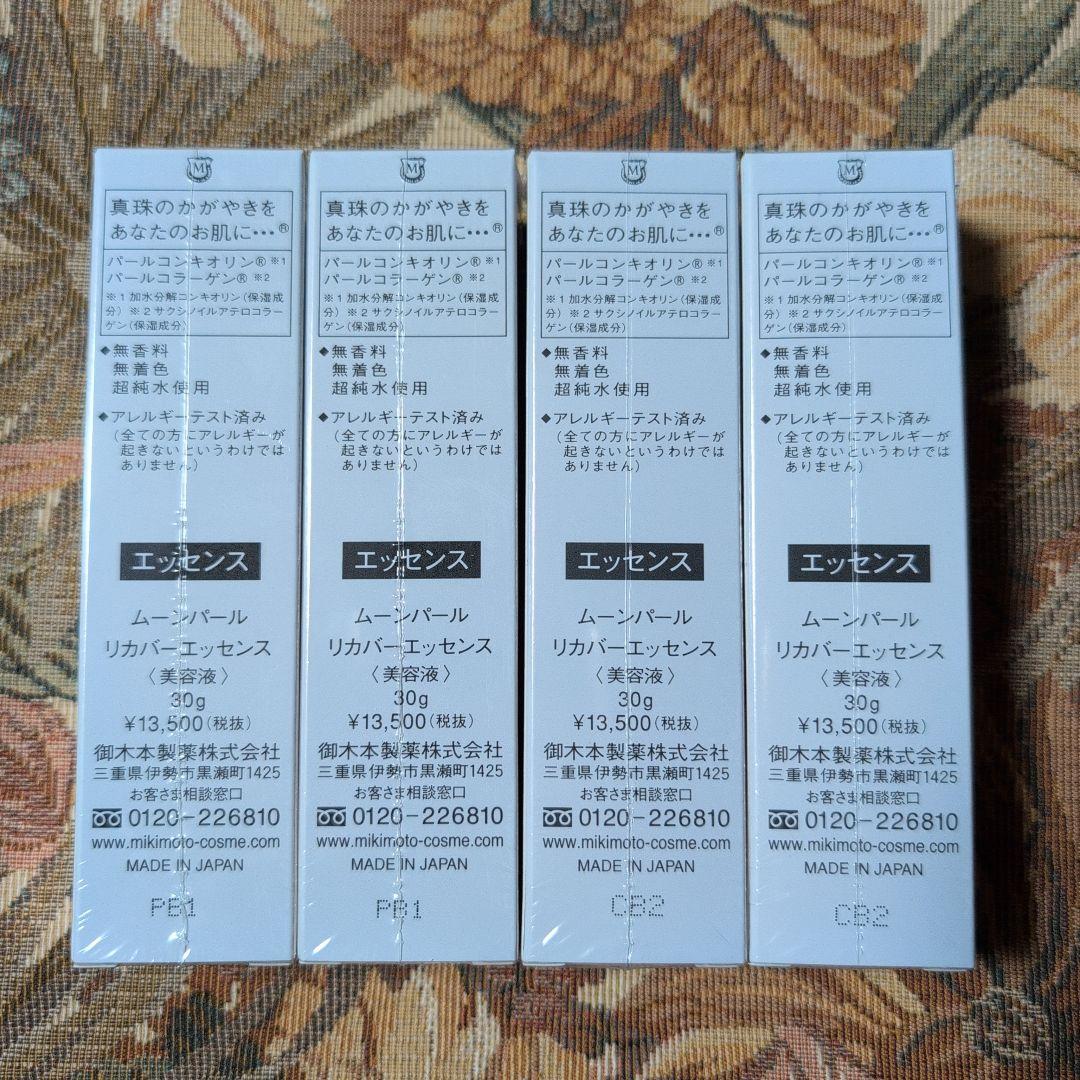 M
真珠のかがやきを
あなたのお肌に…®
パールコンキオリン®※1
パールコラーゲン®※2
※1 加水分解コンキオリン(保湿成
分) ※2 サクシノイルアテロコラー
ゲン(保湿成分)
◆無香料
無着色
超純水使用
◆アレルギーテスト済み
(全ての方にアレルギーが
起きないというわけでは
ありません)
エッセンス
ムーンパール
リカバーエッセンス
〈美容液〉
30g
¥13,500(税抜)
御木本製薬株式会社
三重県伊勢市黒瀬町1425
お客さま相談窓口
0120-226810
www.mikimoto-cosme.com
MADE IN JAPAN
PB1
M
真珠のかがやきを
あなたのお肌に…®
パールコンキオリン®※1
パールコラーゲン®※2
※1 加水分解コンキオリン(保湿成
分) ※2 サクシノイルアテロコラー
ゲン(保湿成分)
◆無香料
無着色
超純水使用
◆アレルギーテスト済み
(全ての方にアレルギーが
起きないというわけでは
ありません)
エッセンス
ムーンパール
リカバーエッセンス
〈美容液〉
30g
¥13,500(税抜)
御木本製薬株式会社
三重県伊勢市黒瀬町1425
お客さま相談窓口
0120-226810
www.mikimoto-cosme.com
MADE IN JAPAN
PB1
M
真珠のかがやきを
あなたのお肌に…®
パールコンキオリン®※1
パールコラーゲン®※2
※1 加水分解コンキオリン(保湿成
分) ※2 サクシノイルアテロコラー
ゲン(保湿成分)
◆無香料
無着色
超純水使用
◆アレルギーテスト済み
(全ての方にアレルギーが
起きないというわけでは
ありません)
エッセンス
ムーンパール
リカバーエッセンス
〈美容液〉
30g
¥13,500(税抜)
御木本製薬株式会社
三重県伊勢市黒瀬町1425
お客さま相談窓口
0120-226810
www.mikimoto-cosme.com
MADE IN JAPAN
CB2
M
真珠のかがやきを
あなたのお肌に…®
パールコンキオリン®※1
パールコラーゲン®※2
※1 加水分解コンキオリン(保湿成
分) ※2 サクシノイルアテロコラー
ゲン(保湿成分)
◆無香料
無着色
超純水使用
◆アレルギーテスト済み
(全ての方にアレルギーが
起きないというわけでは
ありません)
エッセンス
ムーンパール
リカバーエッセンス
〈美容液〉
30g
¥13,500(税抜)
御木本製薬株式会社
三重県伊勢市黒瀬町1425
お客さま相談窓口
0120-226810
www.mikimoto-cosme.com
MADE IN JAPAN
CB2